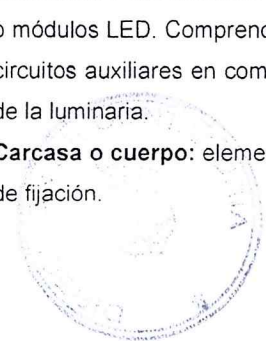 o módulos LED. Comprend
circuitos auxiliares en com
de la luminaria.
Carcasa o cuerpo: eleme
de fijación.